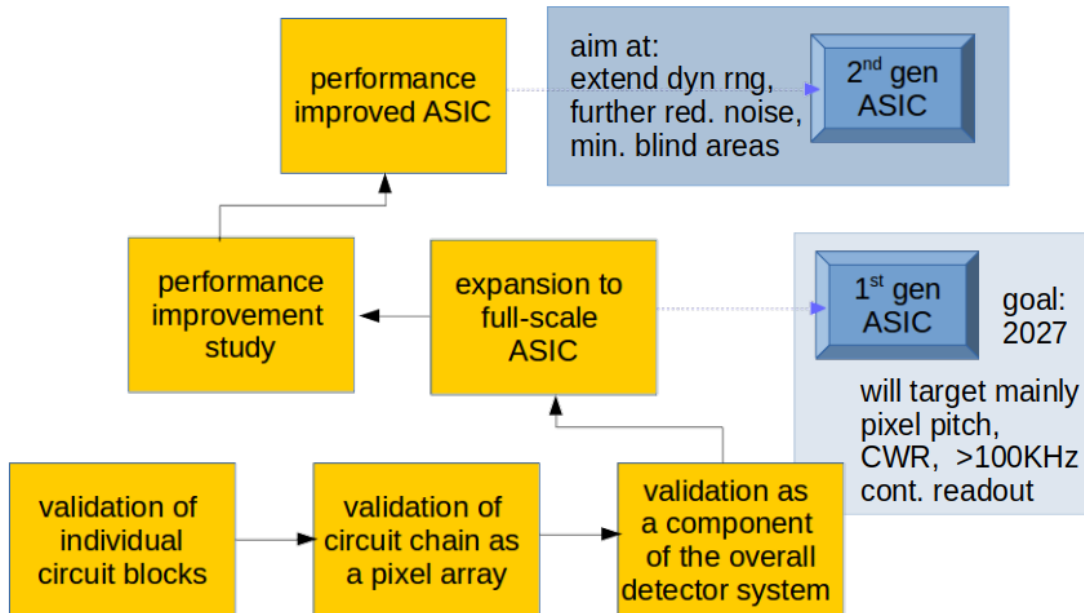 performance
improved ASIC
aim at:
extend dyn rng,
further red. noise,
min. blind areas
2nd gen
ASIC
performance
improvement
study
expansion to
full-scale
ASIC
1st gen
ASIC
goal:
2027
will target mainly
pixel pitch,
CWR, >100KHz
cont. readout
validation of
individual
circuit blocks
validation of
circuit chain as
a pixel array
validation as
a component
of the overall
detector system